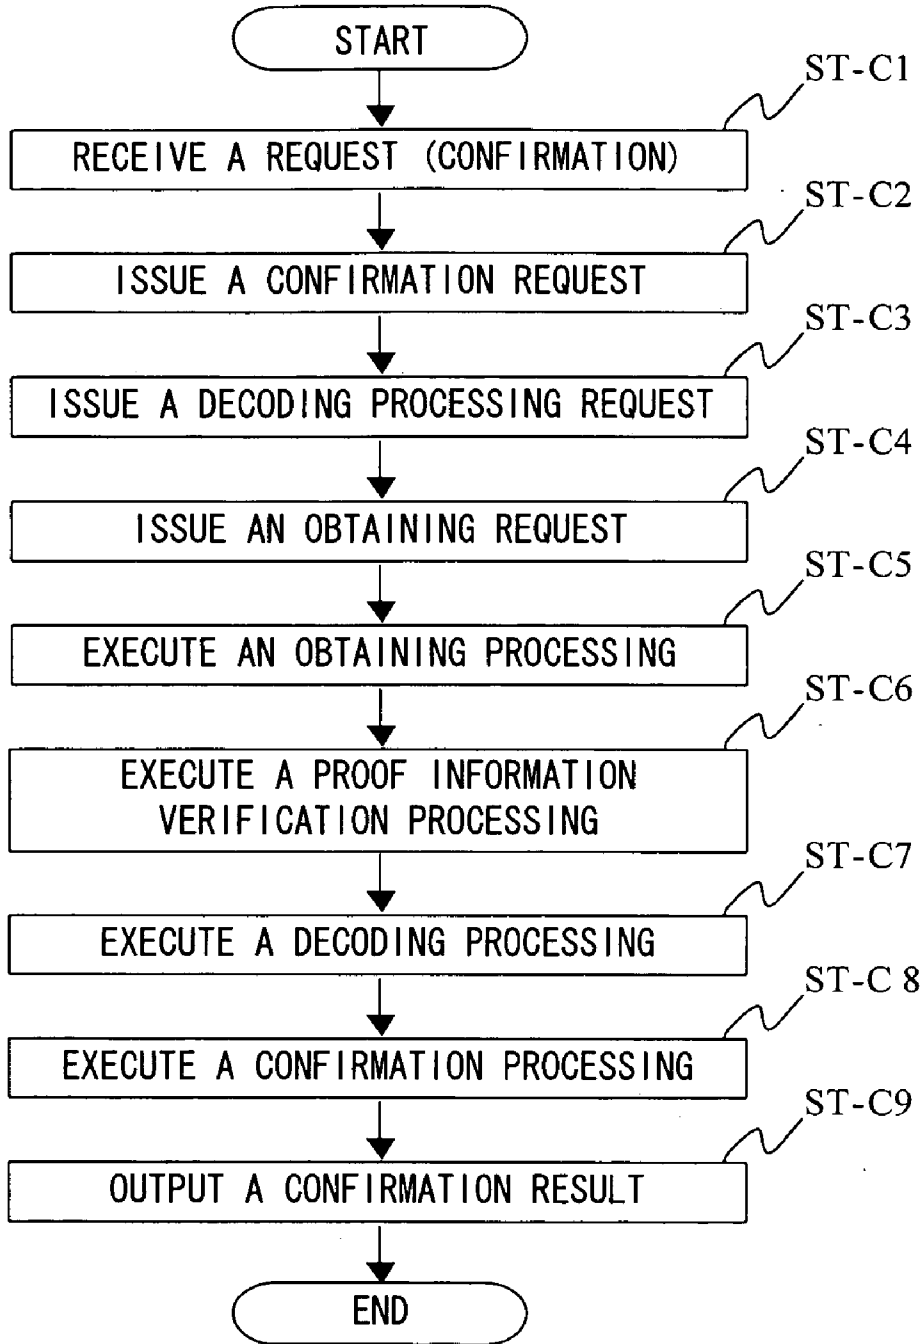 START
ST-C1
RECEIVE A REQUEST (CONFIRMATION)
ST-C2
ISSUE A CONFIRMATION REQUEST
ST-C3
ISSUE A DECODING PROCESSING REQUEST
ST-C4
ISSUE AN OBTAINING REQUEST
ST-C5
EXECUTE AN OBTAINING PROCESSING
ST-C6
EXECUTE A PROOF INFORMATION
VERIFICATION PROCESSING
ST-C7
EXECUTE A DECODING PROCESSING
ST-C 8
EXECUTE A CONFIRMATION PROCESSING
ST-C9
OUTPUT A CONFIRMATION RESULT
END